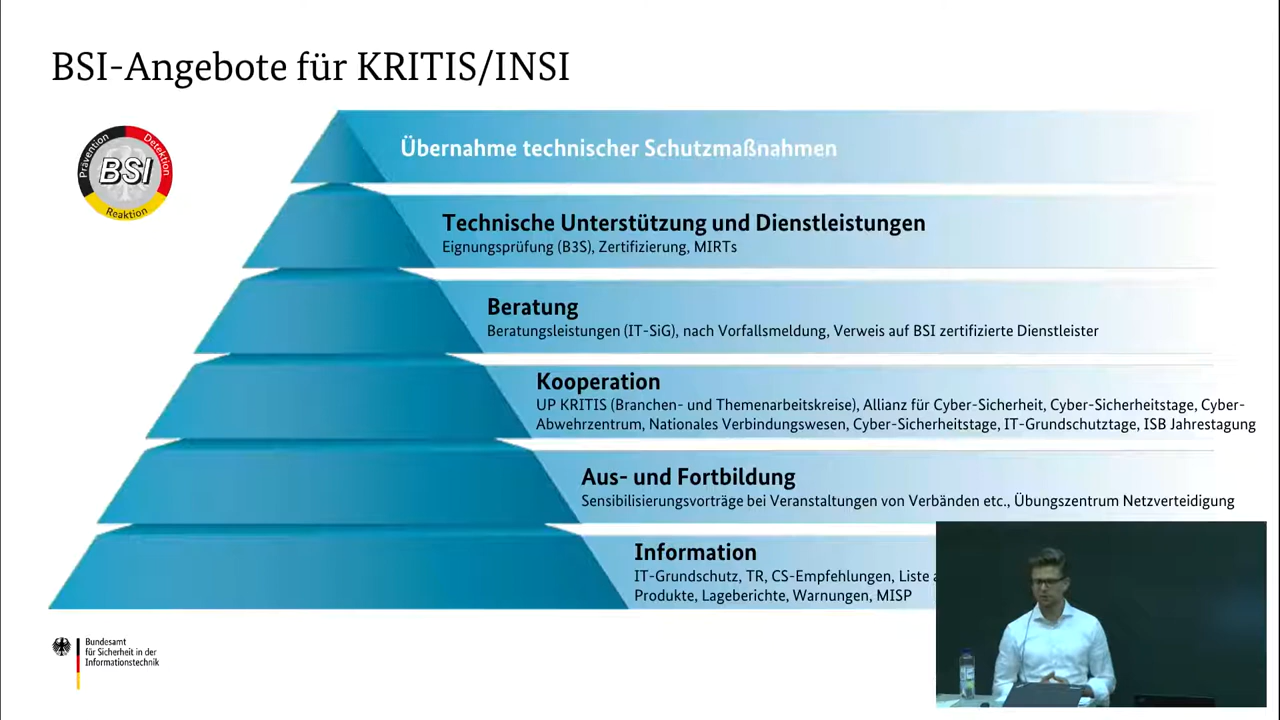 BSI-Angebote für KRITIS/INSI
Prävention
Detektion
BSI
Reaktion
Übernahme technischer Schutzmaßnahmen
Technische Unterstützung und Dienstleistungen
Eignungsprüfung (B3S), Zertifizierung, MIRTs
Beratung
Beratungsleistungen (IT-SiG), nach Vorfallsmeldung, Verweis auf BSI zertifizierte Dienstleister
Kooperation
UP KRITIS (Branchen- und Themenarbeitskreise), Allianz für Cyber-Sicherheit, Cyber-Sicherheitstage, Cyber-
Abwehrzentrum, Nationales Verbindungswesen, Cyber-Sicherheitstage, IT-Grundschutztage, ISB Jahrestagung
Aus- und Fortbildung
Sensibilisierungsvorträge bei Veranstaltungen von Verbänden etc., Übungszentrum Netzverteidigung
Information
IT-Grundschutz, TR, CS-Empfehlungen, Liste
Produkte, Lageberichte, Warnungen, MISP
Bundesamt
für Sicherheit in der
Informationstechnik